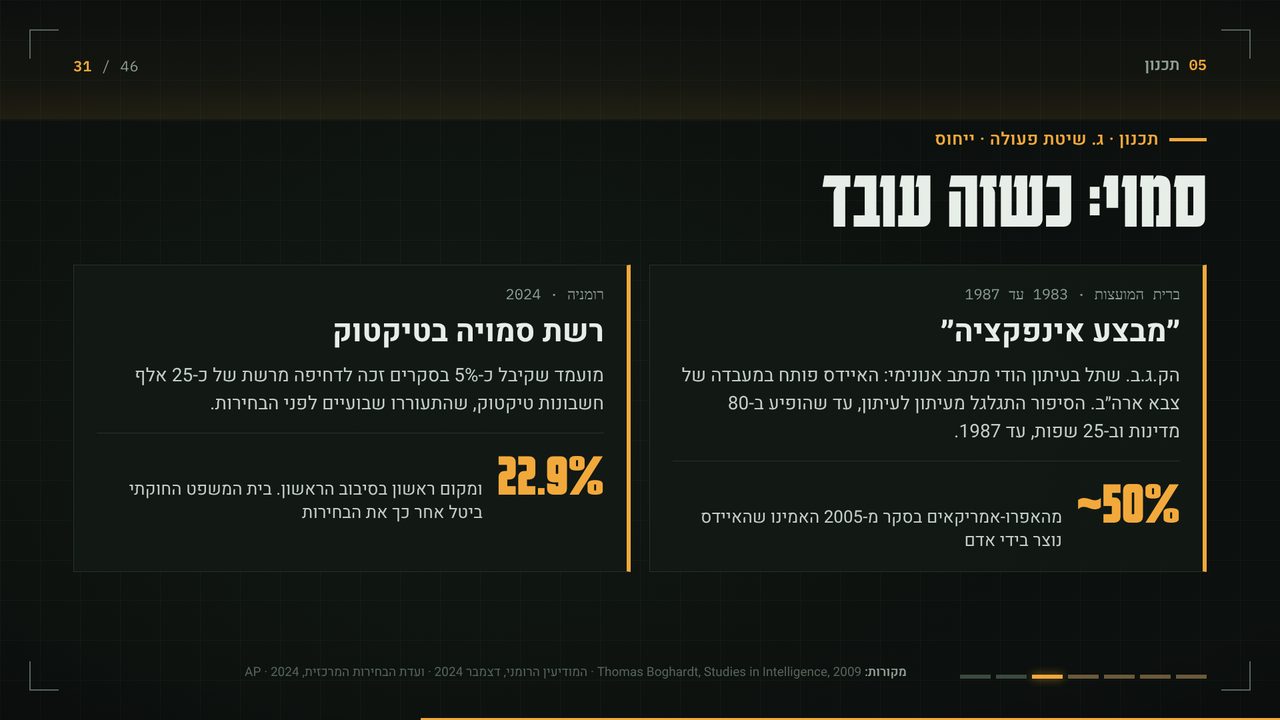 05 תכנון
31 / 46
תכנון · ג. שיטת פעולה · ייחוס
סמוי: כשזה עובד
ברית המועצות · 1983 עד 1987
״מבצע אינפקציה״
הק.ג.ב. שתל בעיתון הודי מכתב אנונימי: האיידס פותח במעבדה של
צבא ארה״ב. הסיפור התגלגל מעיתון לעיתון, עד שהופיע ב-80
מדינות וב-25 שפות, עד 1987.
~50%
מהאפרו-אמריקאים בסקר מ-2005 האמינו שהאיידס
נוצר בידי אדם
רומניה · 2024
רשת סמויה בטיקטוק
מועמד שקיבל כ-5% בסקרים זכה לדחיפה מרשת של כ-25 אלף
חשבונות טיקטוק, שהתעוררו שבועיים לפני הבחירות.
22.9%
ומקום ראשון בסיבוב הראשון. בית המשפט החוקתי
ביטל אחר כך את הבחירות
מקורות: Thomas Boghardt, Studies in Intelligence, 2009 · המודיעין הרומני, דצמבר 2024 · ועדת הבחירות המרכזית, 2024 · AP